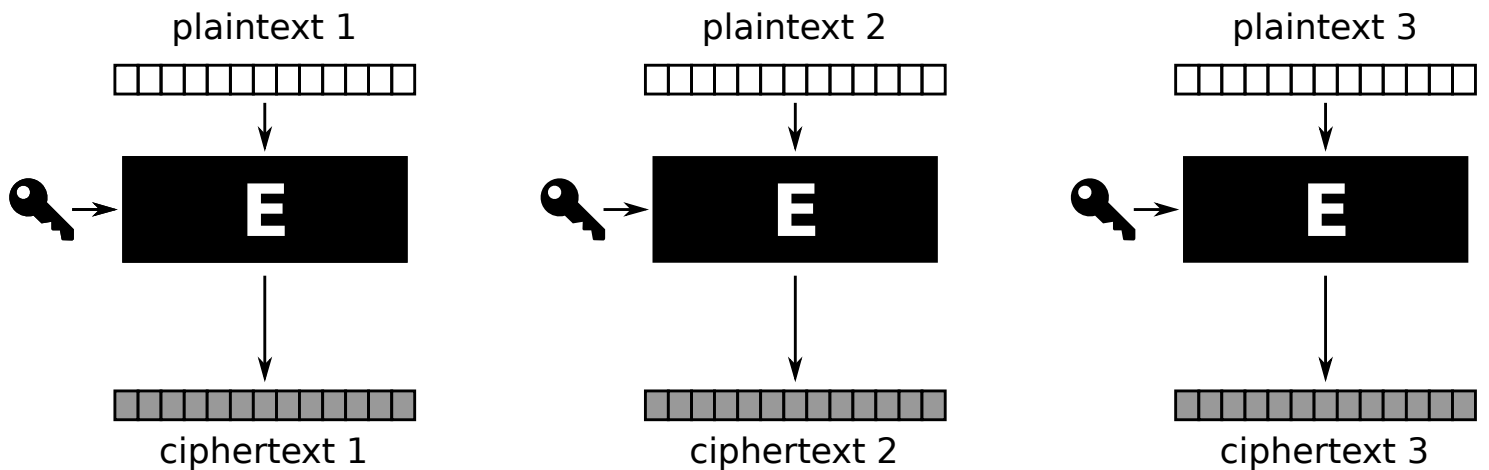 plaintext 1
plaintext 2
plaintext 3
E
E
E
ciphertext 1
ciphertext 2
ciphertext 3